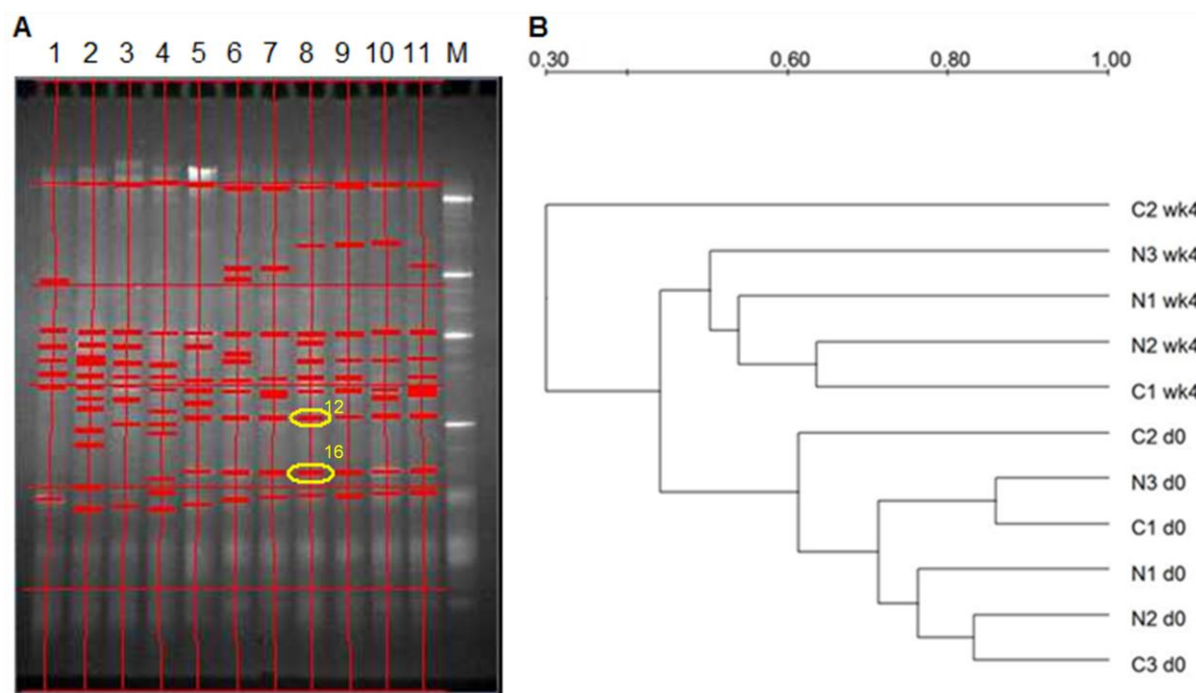 A
1 2 3 4 5 6 7 8 9 10 11 M
12
16
B
0.30 0.60 0.80 1.00
C2 wk4
N3 wk4
N1 wk4
N2 wk4
C1 wk4
C2 d0
N3 d0
C1 d0
N1 d0
N2 d0
C3 d0